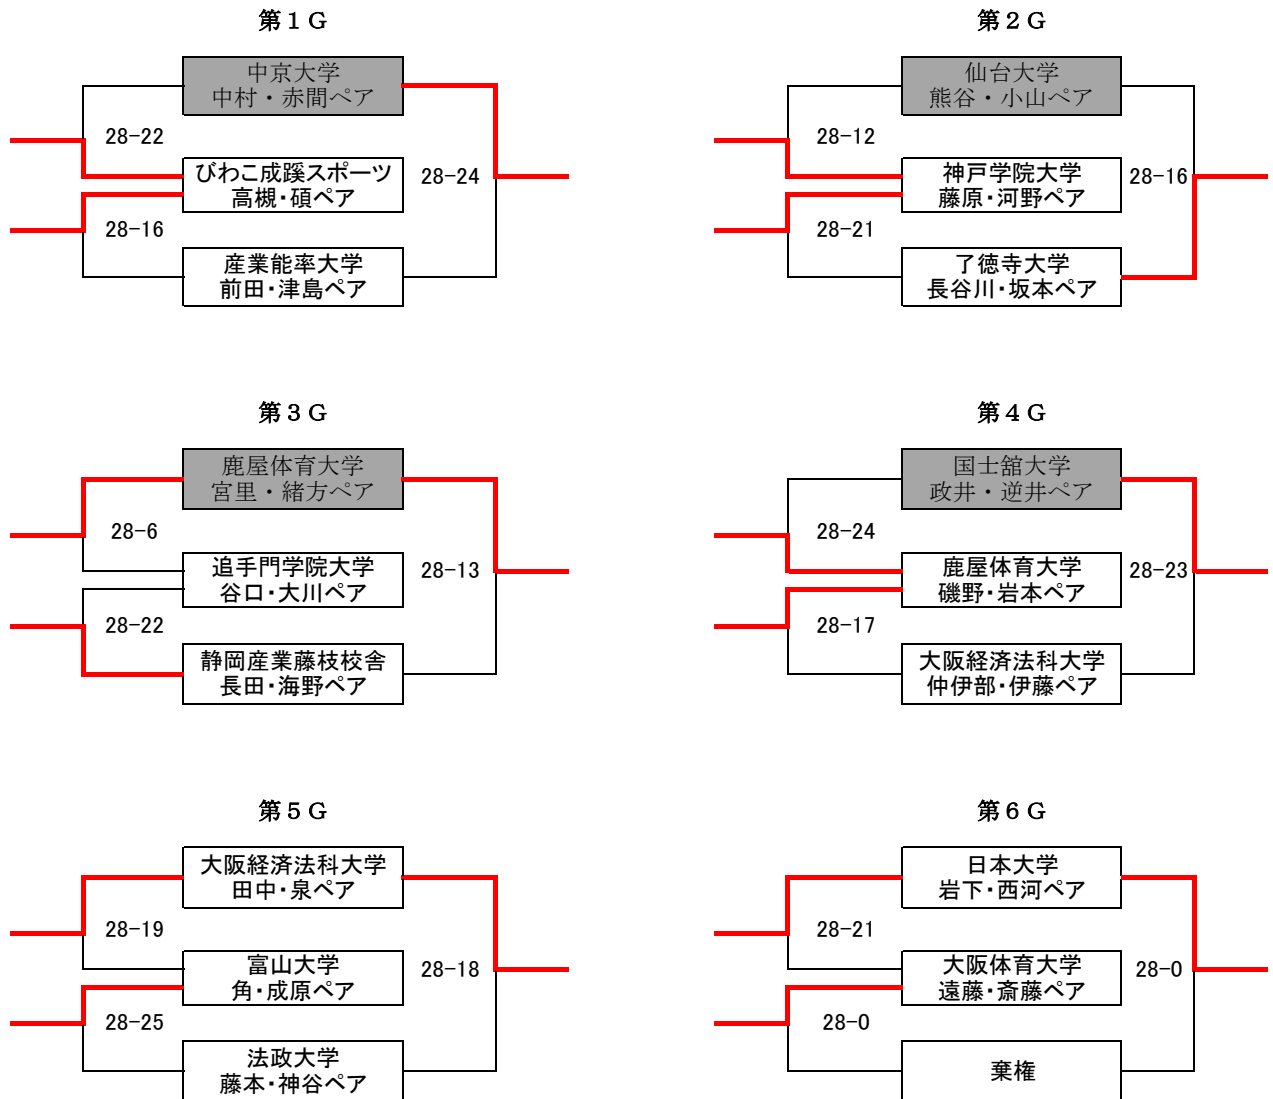 第１Ｇ
中京大学
中村・赤間ペア
28-22
びわこ成蹊スポーツ
高槻・碩ペア
28-24
28-16
産業能率大学
前田・津島ペア
第２Ｇ
仙台大学
熊谷・小山ペア
28-12
神戸学院大学
藤原・河野ペア
28-16
28-21
了徳寺大学
長谷川・坂本ペア
第３Ｇ
鹿屋体育大学
宮里・緒方ペア
28-6
追手門学院大学
谷口・大川ペア
28-13
28-22
静岡産業藤枝校舎
長田・海野ペア
第４Ｇ
国士舘大学
政井・逆井ペア
28-24
鹿屋体育大学
磯野・岩本ペア
28-23
28-17
大阪経済法科大学
仲伊部・伊藤ペア
第５Ｇ
大阪経済法科大学
田中・泉ペア
28-19
富山大学
角・成原ペア
28-18
28-25
法政大学
藤本・神谷ペア
第６Ｇ
日本大学
岩下・西河ペア
28-21
大阪体育大学
遠藤・斎藤ペア
28-0
28-0
棄権